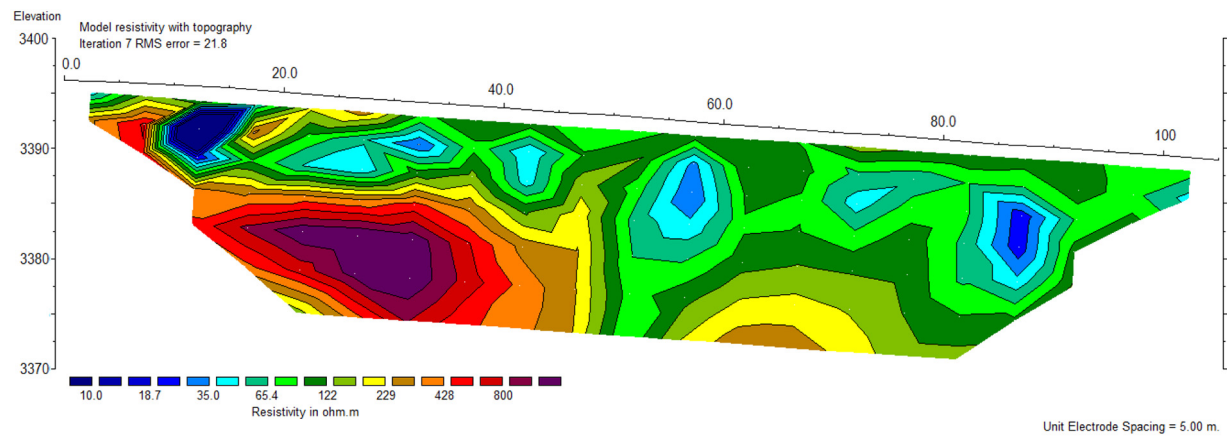 Elevation
Model resistivity with topography
Iteration 7 RMS error = 21.8
3400
0.0
20.0
40.0
60.0
80.0
100
3390
3380
3370
10.0 18.7 35.0 65.4 122 229 428 800
Resistivity in ohm.m
Unit Electrode Spacing = 5.00 m.